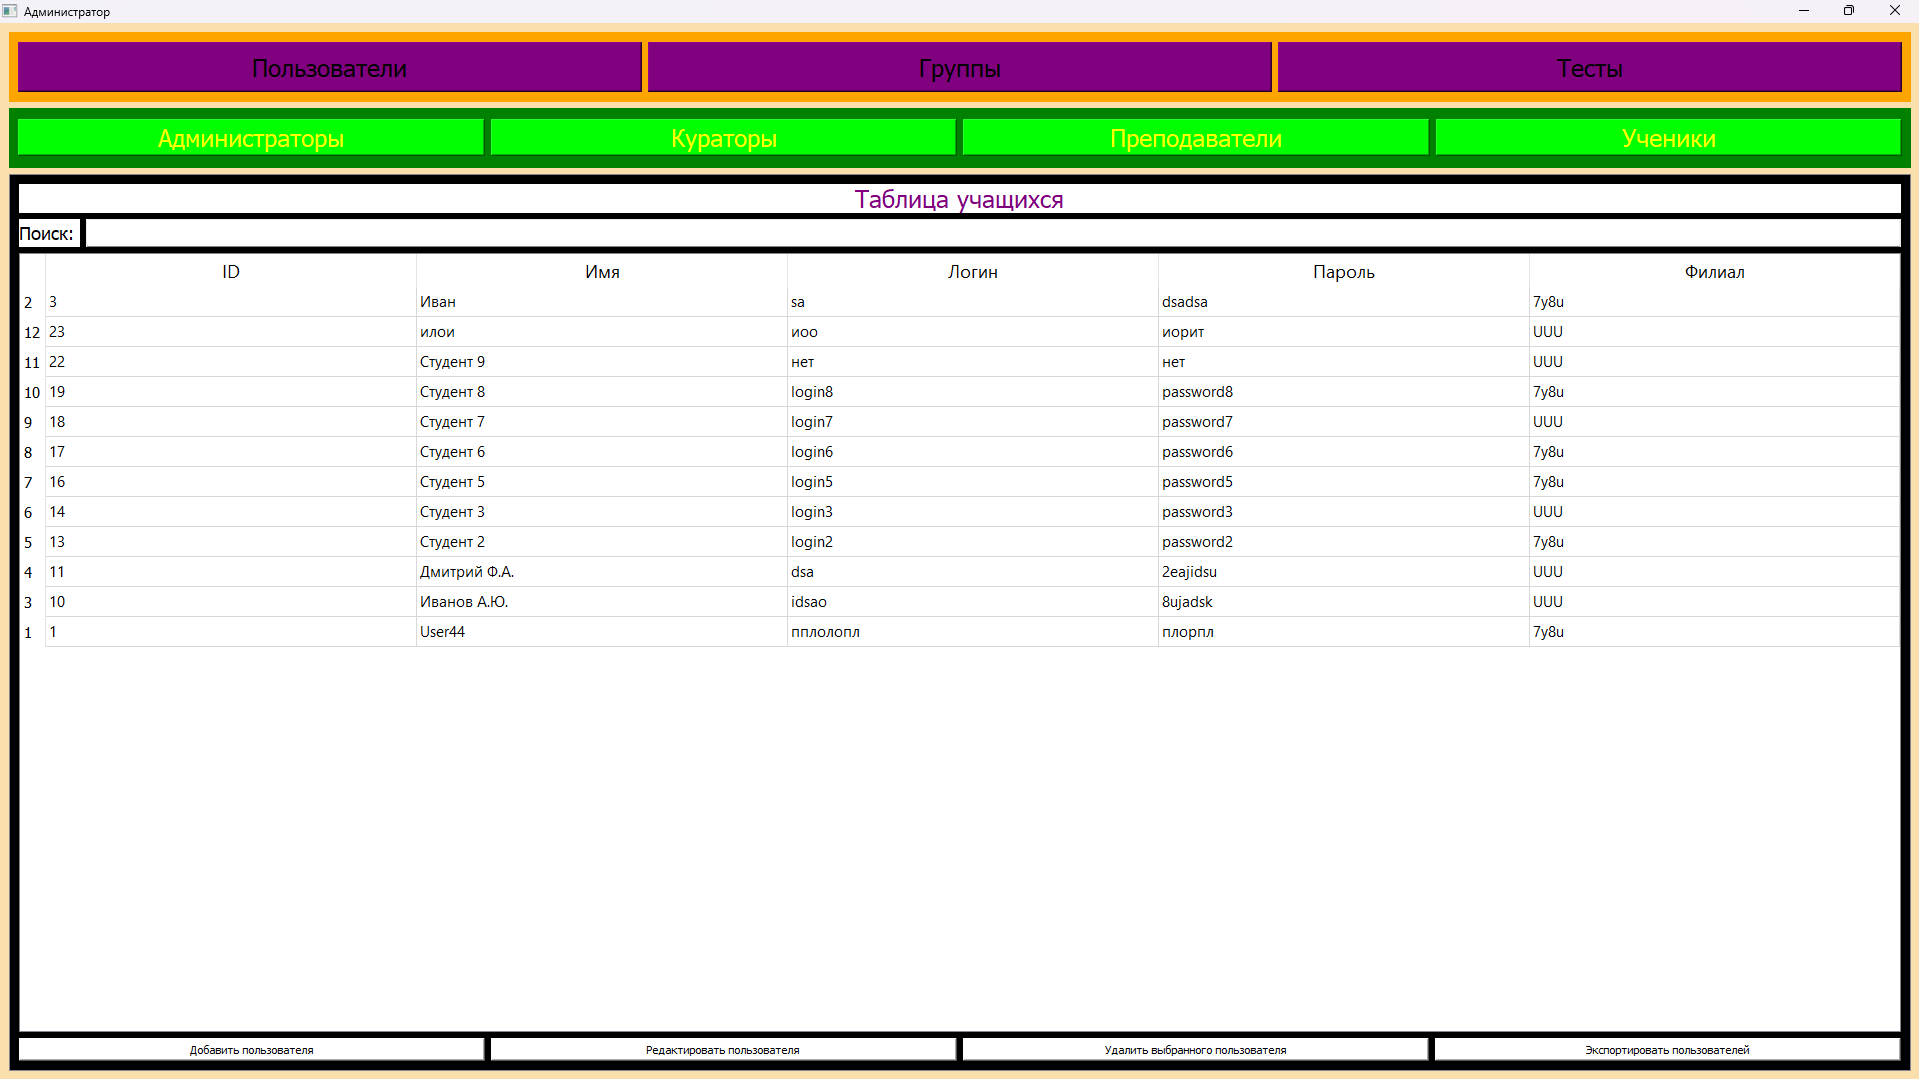 Администратор
Пользователи Группы Тесты
Администраторы Кураторы Преподаватели Ученики
Таблица учащихся
Поиск:
ID Имя Логин Пароль Филиал
2 3 Иван sa dsadsa 7y8u
12 23 илои иоо иорит UUU
11 22 Студент 9 нет нет UUU
10 19 Студент 8 login8 password8 7y8u
9 18 Студент 7 login7 password7 UUU
8 17 Студент 6 login6 password6 7y8u
7 16 Студент 5 login5 password5 7y8u
6 14 Студент 3 login3 password3 UUU
5 13 Студент 2 login2 password2 7y8u
4 11 Дмитрий Ф.А. dsa 2eajidsu UUU
3 10 Иванов А.Ю. idsao 8ujadsk UUU
1 1 User44 пплолопл плорпл 7y8u
Добавить пользователя Редактировать пользователя Удалить выбранного пользователя Экспортировать пользователей